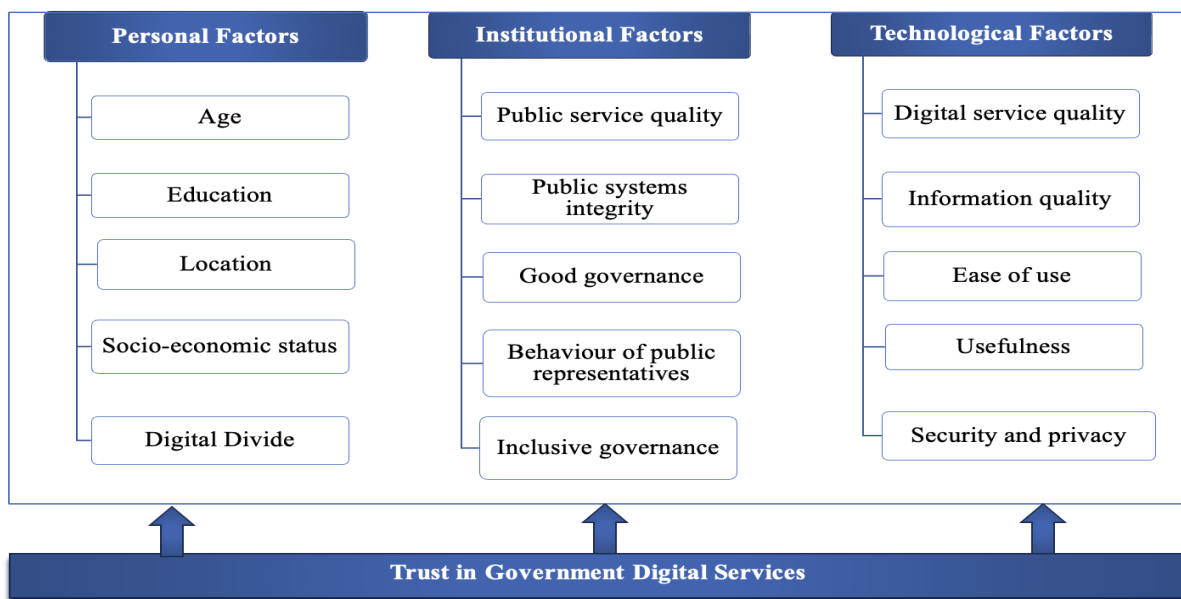 Personal Factors
Age
Education
Location
Socio-economic status
Digital Divide
Institutional Factors
Public service quality
Public systems
integrity
Good governance
Behaviour of public
representatives
Inclusive governance
Technological Factors
Digital service quality
Information quality
Ease of use
Usefulness
Security and privacy
Trust in Government Digital Services